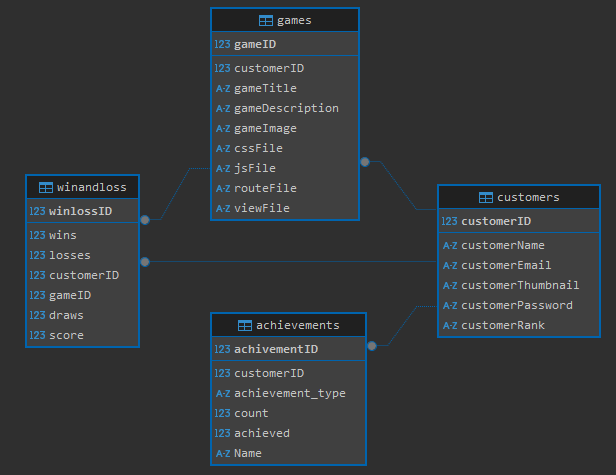 games
123 gameID
123 customerID
A-Z gameTitle
A-Z gameDescription
A-Z gameImage
A-Z cssFile
A-Z jsFile
A-Z routeFile
A-Z viewFile
winandloss
123 winlossID
123 wins
123 losses
123 customerID
123 gameID
123 draws
123 score
customers
123 customerID
A-Z customerName
A-Z customerEmail
A-Z customerThumbnail
A-Z customerPassword
A-Z customerRank
achievements
123 achivementID
123 customerID
A-Z achievement_type
123 count
123 achieved
A-Z Name